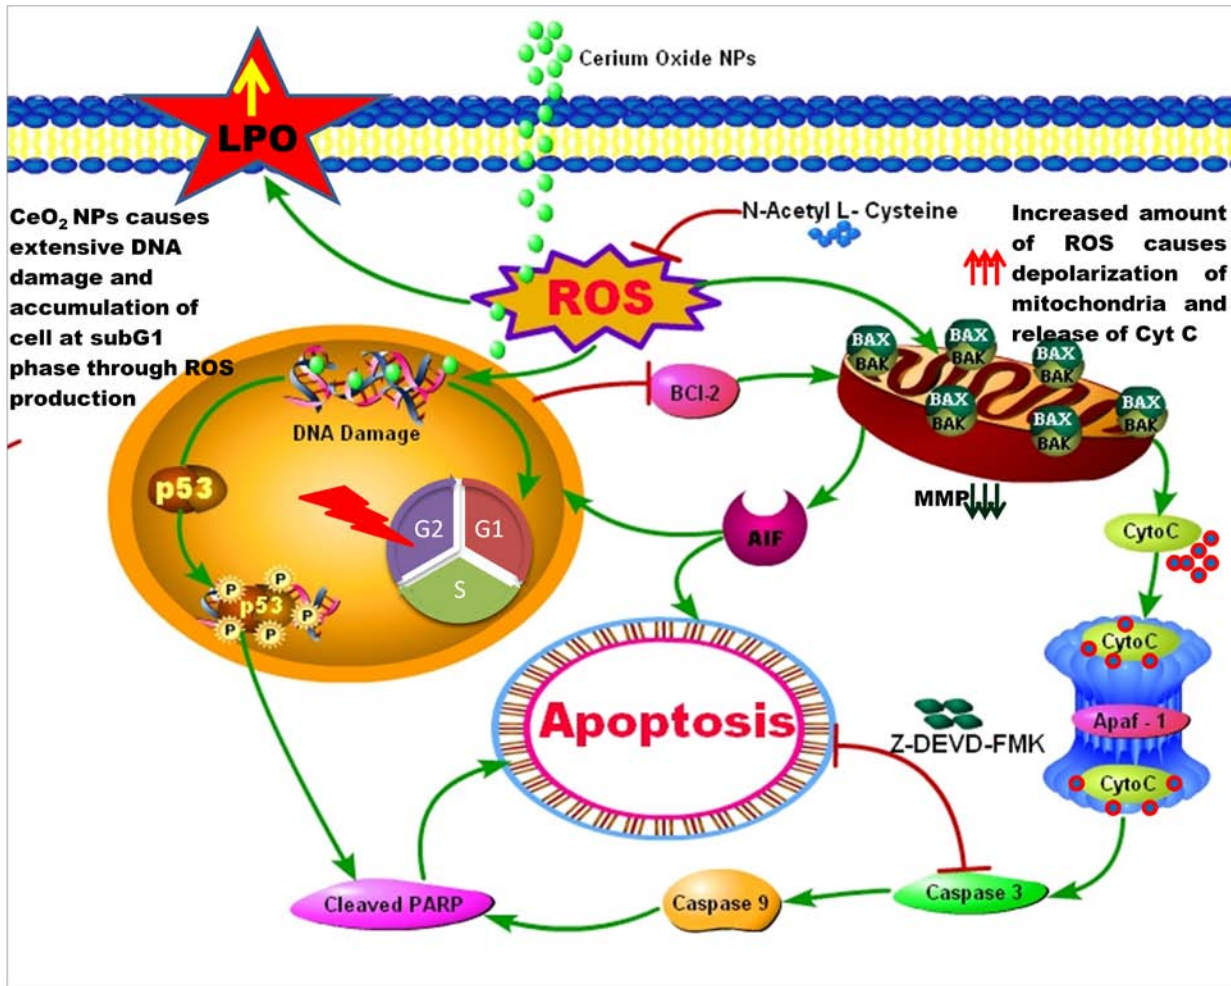 Cerium Oxide NPs
LPO
CeO₂ NPs causes
extensive DNA
damage and
accumulation of
cell at subG1
phase through ROS
production
N-Acetyl L- Cysteine
Increased amount
of ROS causes
depolarization of
mitochondria and
release of Cyt C
ROS
BAX
BAK
BAX
BAK
BAX
BAK
BAX
BAK
BAX
BAK
BAX
BAK
DNA Damage
BCl-2
p53
G2
G1
S
MMP
AIF
CytoC
P
P
P
P
P
p53
CytoC
Apaf - 1
CytoC
Apoptosis
Z-DEVD-FMK
Cleaved PARP
Caspase 9
Caspase 3